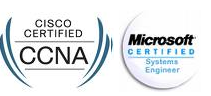 CISCO
CERTIFIED
CCNA
Microsoft
CERTIFIED
Systems
Engineer